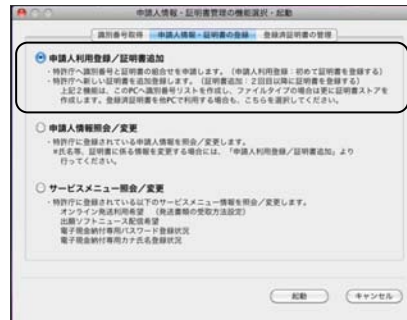 申請人情報・証明書管理の機能選択・起動
識別番号取得 申請人情報・証明書の登録 登録済証明書の管理
申請人利用登録/証明書追加
・特許庁へ識別番号と証明書の組合せを申請します。(申請人利用登録:初めて証明書を登録する)
・特許庁へ新しい証明書を追加登録します。(証明書追加:2回目以降に証明書を登録する)
上記2機能は、このPCへ識別番号リストを作成し、ファイルタイプの場合は更に証明書ストアを
作成します。登録済証明書を他PCで利用する場合も、こちらを選択してください。
申請人情報照会/変更
・特許庁に登録されている申請人情報を照会/変更します。
*氏名等、証明書に係る情報を変更する場合には、「申請人利用登録/証明書追加」より
行ってください。
サービスメニュー照会/変更
・特許庁に登録されている以下のサービスメニュー情報を照会/変更します。
オンライン発送利用希望 (発送書類の受取方法設定)
出願ソフトニュース配信希望
電子現金納付専用パスワード登録状況
電子現金納付専用カナ氏名登録状況
起動 キャンセル